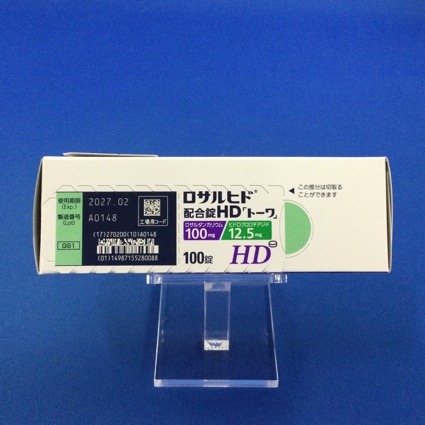 使用期限
(Exp.)
2027.02
製造番号
(Lot)
A0148
工場用コード
GS1
(17)270200(10)A0148
(01)14987155280088
ロサルヒド®
配合錠HD「トーワ」
ロサルタンカリウム
100mg
ヒドロクロロチアジド
12.5mg
100錠
HD
この部分は切取る
ことができます